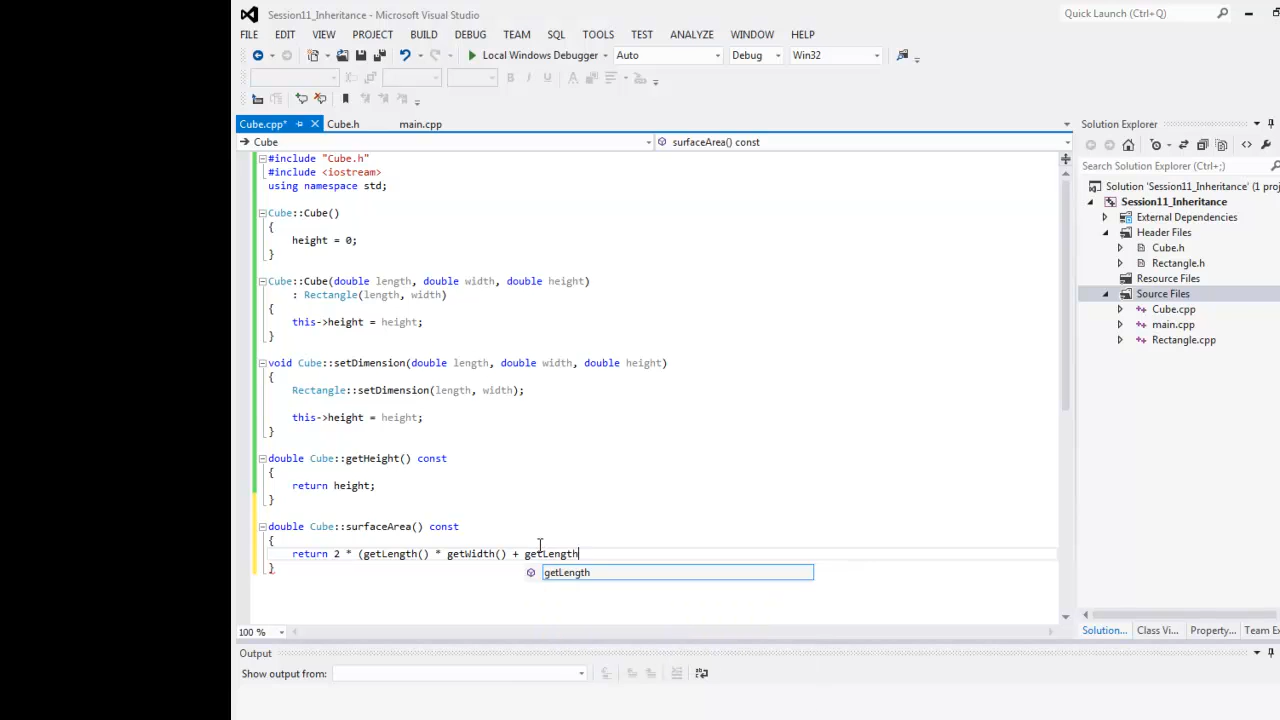 Session11_Inheritance - Microsoft Visual Studio
Quick Launch (Ctrl+Q)
FILE EDIT VIEW PROJECT BUILD DEBUG TEAM SQL TOOLS TEST ANALYZE WINDOW HELP
Local Windows Debugger Auto Debug Win32
Cube.cpp* Cube.h main.cpp
Cube surfaceArea() const
#include "Cube.h"
#include <iostream>
using namespace std;
Cube::Cube()
{
height = 0;
}
Cube::Cube(double length, double width, double height)
: Rectangle(length, width)
{
this->height = height;
}
void Cube::setDimension(double length, double width, double height)
{
Rectangle::setDimension(length, width);
this->height = height;
}
double Cube::getHeight() const
{
return height;
}
double Cube::surfaceArea() const
{
return 2 * (getLength() * getWidth() + getLength
}
getLength
100 %
Output
Show output from:
Solution Explorer
Search Solution Explorer (Ctrl+;)
Solution 'Session11_Inheritance' (1 proj
Session11_Inheritance
External Dependencies
Header Files
Cube.h
Rectangle.h
Resource Files
Source Files
Cube.cpp
main.cpp
Rectangle.cpp
Solution... Class Vi... Property... Team Ex